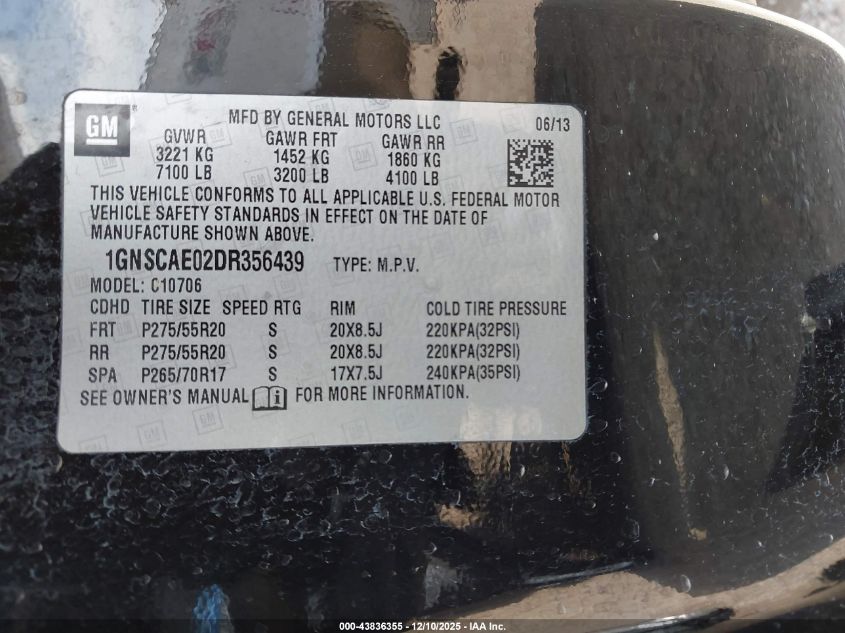 GM ®
MFD BY GENERAL MOTORS LLC 06/13
GVWR GAWR FRT GAWR RR
3221 KG 1452 KG 1860 KG
7100 LB 3200 LB 4100 LB
THIS VEHICLE CONFORMS TO ALL APPLICABLE U.S. FEDERAL MOTOR
VEHICLE SAFETY STANDARDS IN EFFECT ON THE DATE OF
MANUFACTURE SHOWN ABOVE.
1GNSCAE02DR356439 TYPE: M.P.V.
MODEL: C10706
CDHD TIRE SIZE SPEED RTG RIM COLD TIRE PRESSURE
FRT P275/55R20 S 20X8.5J 220KPA(32PSI)
RR P275/55R20 S 20X8.5J 220KPA(32PSI)
SPA P265/70R17 S 17X7.5J 240KPA(35PSI)
SEE OWNER'S MANUAL FOR MORE INFORMATION.
000-43836355 - 12/10/2025 - IAA Inc.